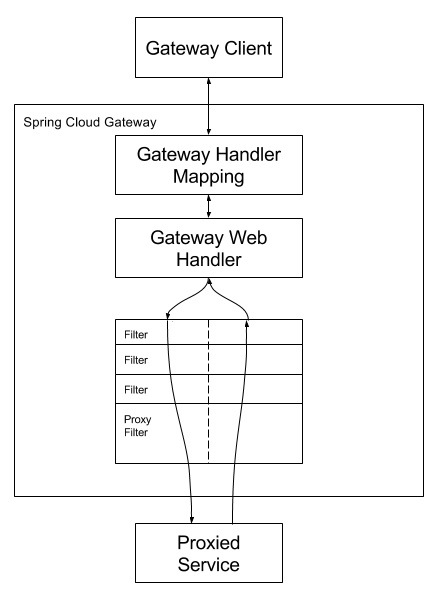 Gateway Client
Spring Cloud Gateway
Gateway Handler
Mapping
Gateway Web
Handler
Filter
Filter
Filter
Proxy
Filter
Proxied
Service